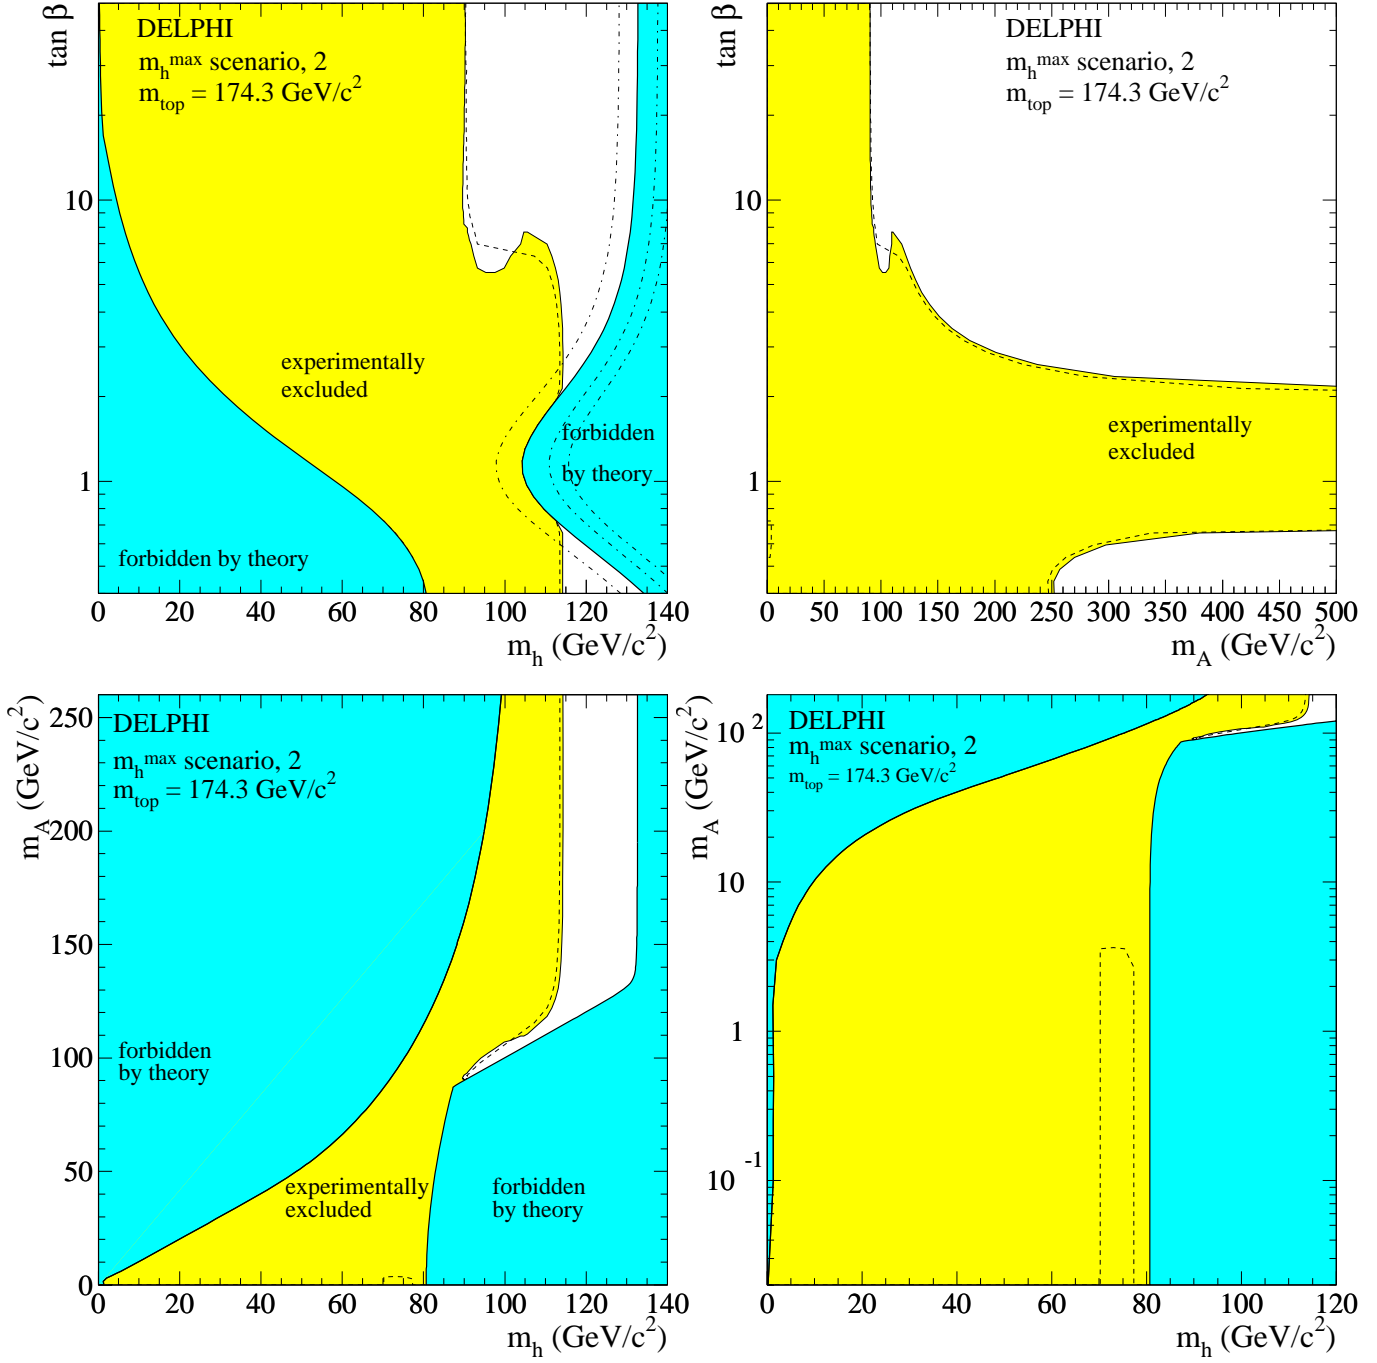 tan β
DELPHI
m_h^max scenario, 2
m_top = 174.3 GeV/c^2
10
1
experimentally
excluded
forbidden
by theory
forbidden by theory
0 20 40 60 80 100 120 140
m_h (GeV/c^2)
tan β
DELPHI
m_h^max scenario, 2
m_top = 174.3 GeV/c^2
10
1
experimentally
excluded
0 50 100 150 200 250 300 350 400 450 500
m_A (GeV/c^2)
m_A (GeV/c^2)
DELPHI
m_h^max scenario, 2
m_top = 174.3 GeV/c^2
250
200
150
100
50
0
forbidden
by theory
experimentally
excluded
forbidden
by theory
0 20 40 60 80 100 120 140
m_h (GeV/c^2)
m_A (GeV/c^2)
DELPHI
m_h^max scenario, 2
m_top = 174.3 GeV/c^2
10^2
10
1
10^-1
0 20 40 60 80 100 120
m_h (GeV/c^2)